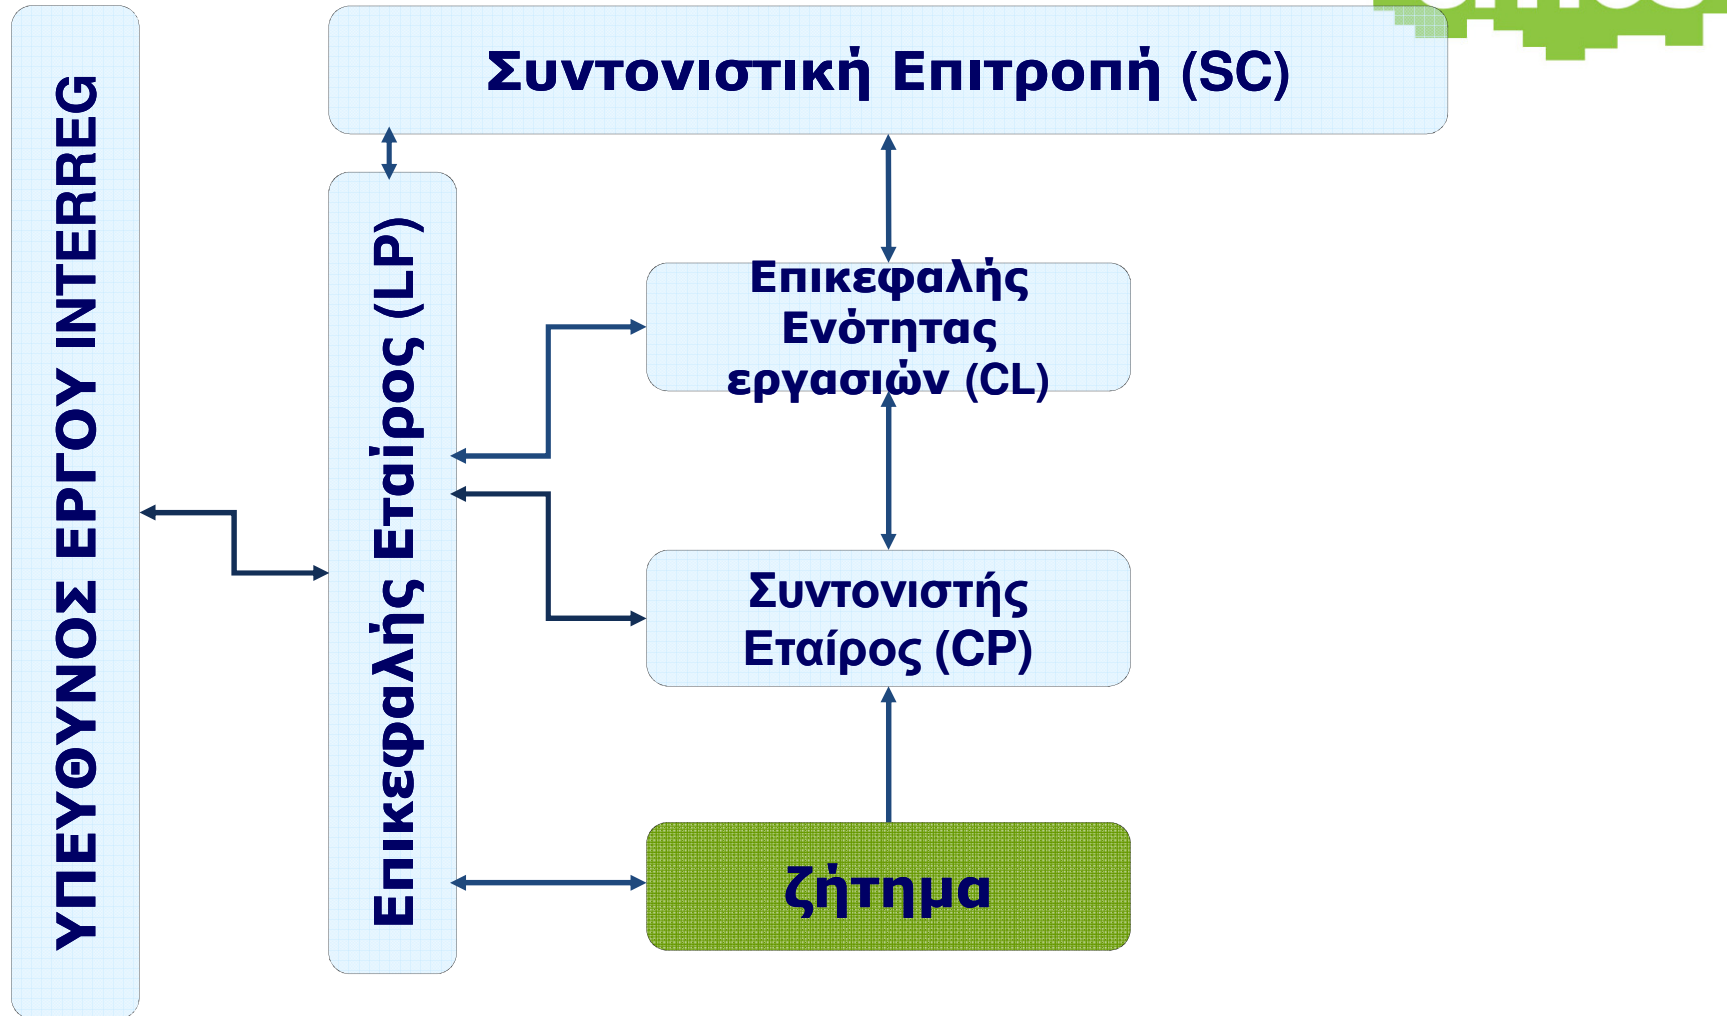 ΥΠΕΥΘΥΝΟΣ ΕΡΓΟΥ INTERREG
Συντονιστική Επιτροπή (SC)
Επικεφαλής Εταίρος (LP)
Επικεφαλής
Ενότητας
εργασιών (CL)
Συντονιστής
Εταίρος (CP)
ζήτημα